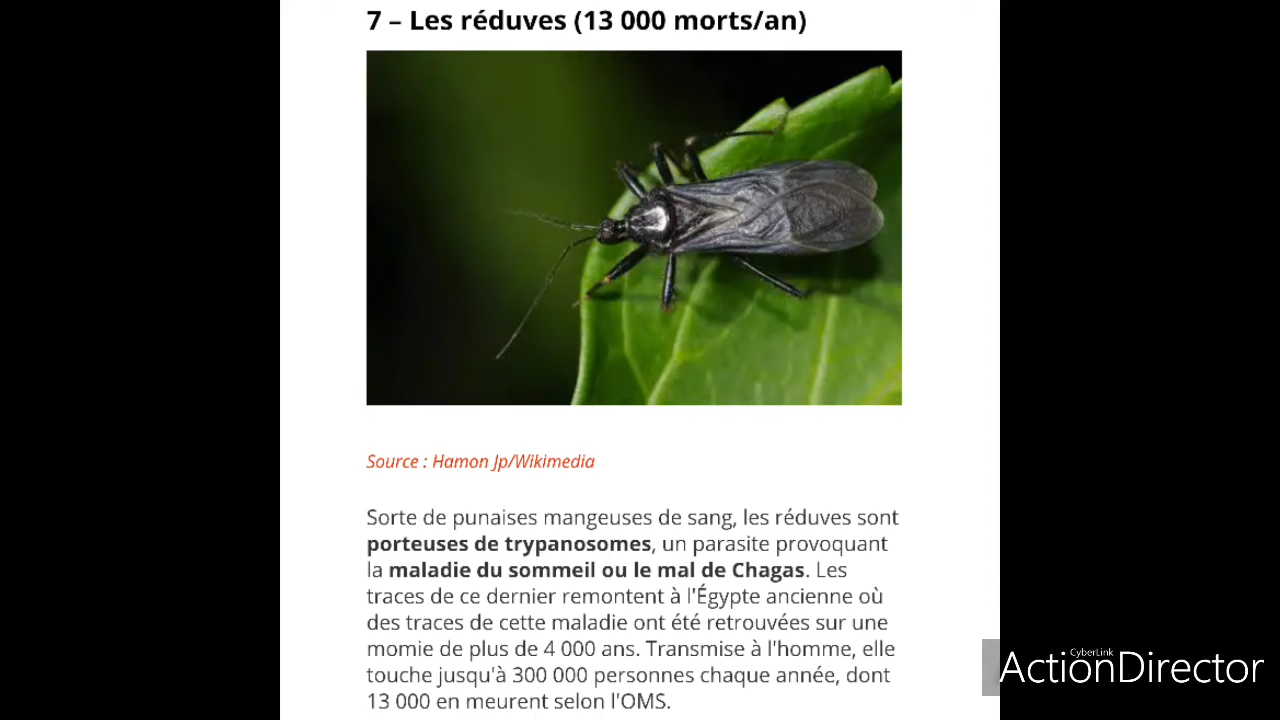 7 – Les réduves (13 000 morts/an)
Source : Hamon Jp/Wikimedia
Sorte de punaises mangeuses de sang, les réduves sont
porteuses de trypanosomes, un parasite provoquant
la maladie du sommeil ou le mal de Chagas. Les
traces de ce dernier remontent à l'Égypte ancienne où
des traces de cette maladie ont été retrouvées sur une
momie de plus de 4 000 ans. Transmise à l'homme, elle
touche jusqu'à 300 000 personnes chaque année, dont
13 000 en meurent selon l'OMS.
CyberLink
ActionDirector